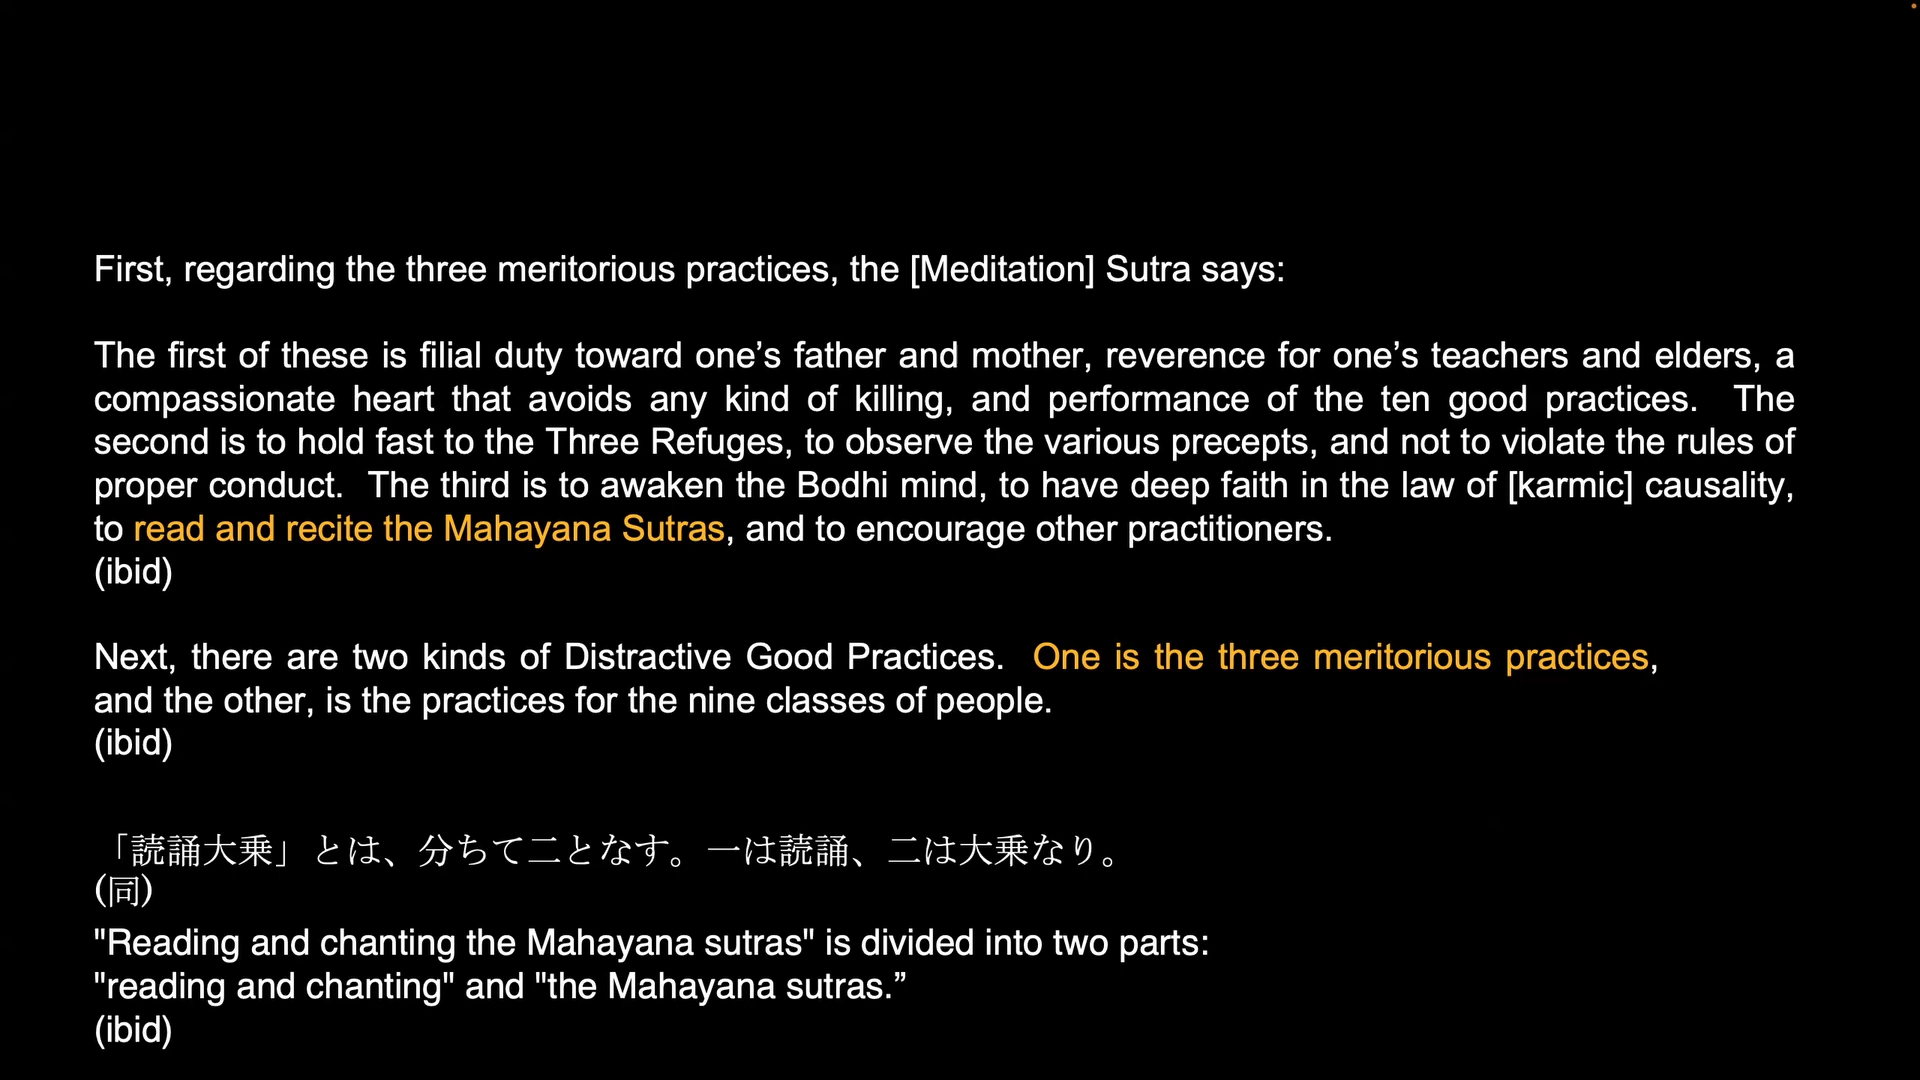 First, regarding the three meritorious practices, the [Meditation] Sutra says:
The first of these is filial duty toward one’s father and mother, reverence for one’s teachers and elders, a
compassionate heart that avoids any kind of killing, and performance of the ten good practices.  The
second is to hold fast to the Three Refuges, to observe the various precepts, and not to violate the rules of
proper conduct.  The third is to awaken the Bodhi mind, to have deep faith in the law of [karmic] causality,
to read and recite the Mahayana Sutras, and to encourage other practitioners.
(ibid)
Next, there are two kinds of Distractive Good Practices.  One is the three meritorious practices,
and the other, is the practices for the nine classes of people.
(ibid)
「読誦大乗」とは、分ちて二となす。一は読誦、二は大乗なり。
(同)
"Reading and chanting the Mahayana sutras" is divided into two parts:
"reading and chanting" and "the Mahayana sutras.”
(ibid)